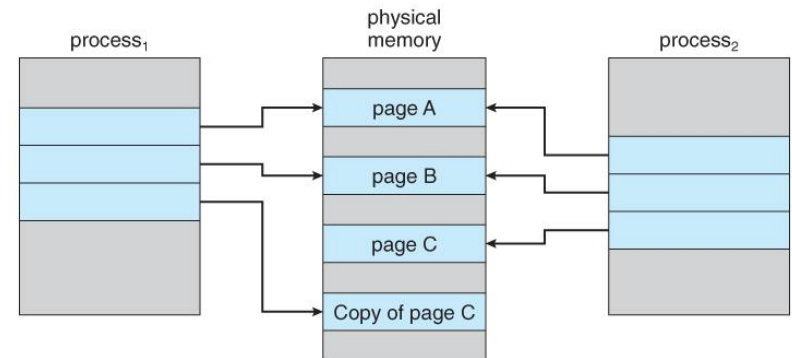 process₁
physical
memory
process₂
page A
page B
page C
Copy of page C